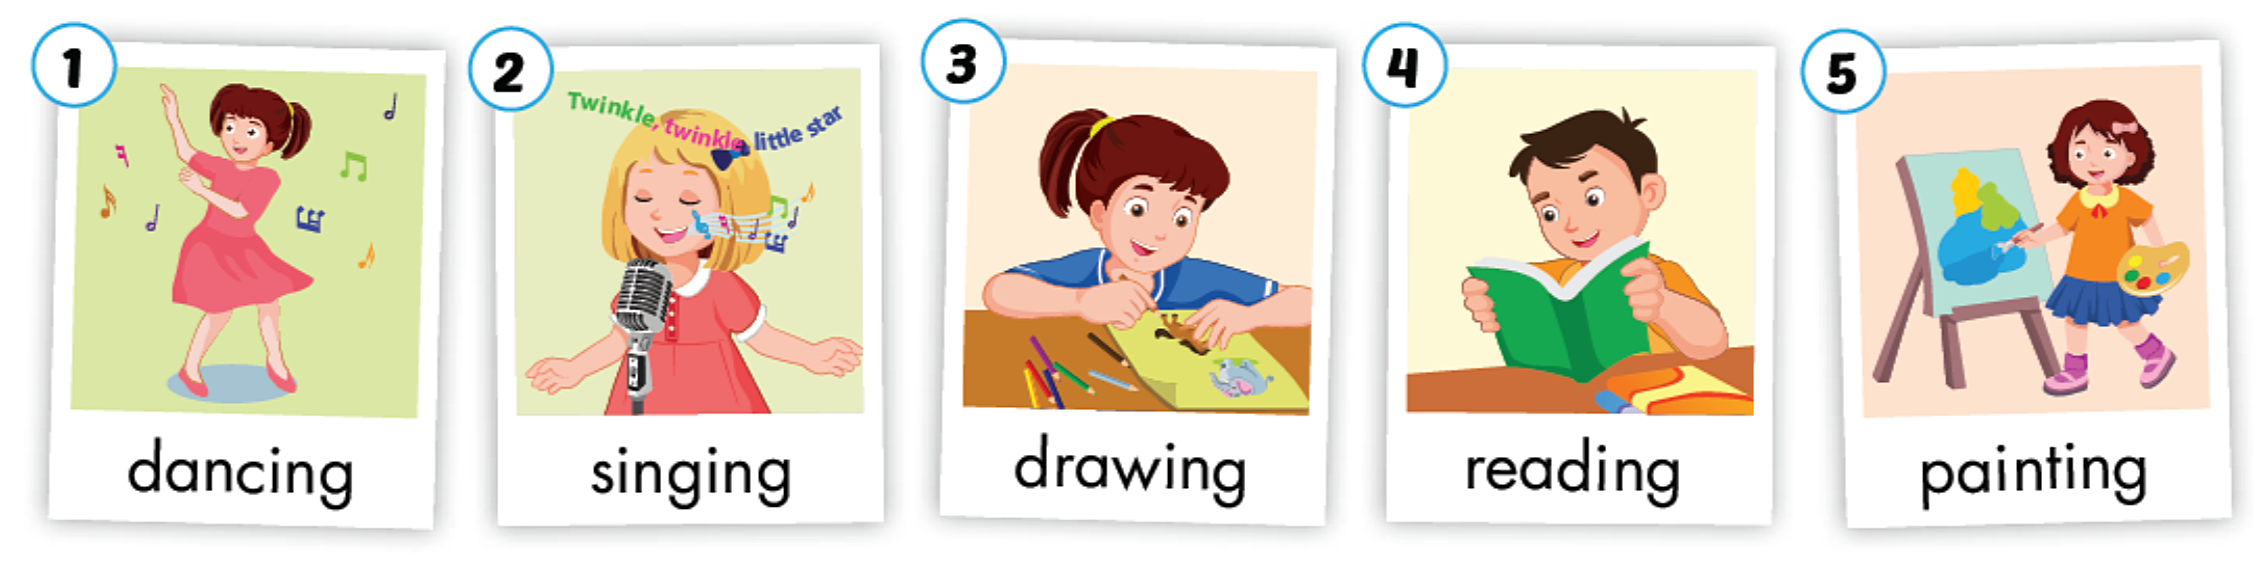 1
dancing
2
Twinkle, twinkle little star
singing
3
drawing
4
reading
5
painting